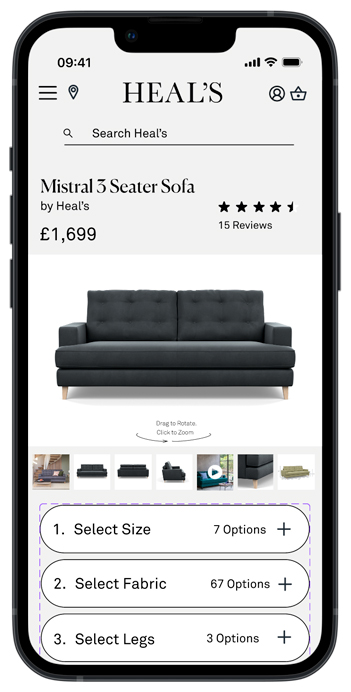 09:41
HEAL'S
Search Heal's
Mistral 3 Seater Sofa
by Heal's
15 Reviews
£1,699
Drag to Rotate.
Click to Zoom
1. Select Size 7 Options +
2. Select Fabric 67 Options +
3. Select Legs 3 Options +